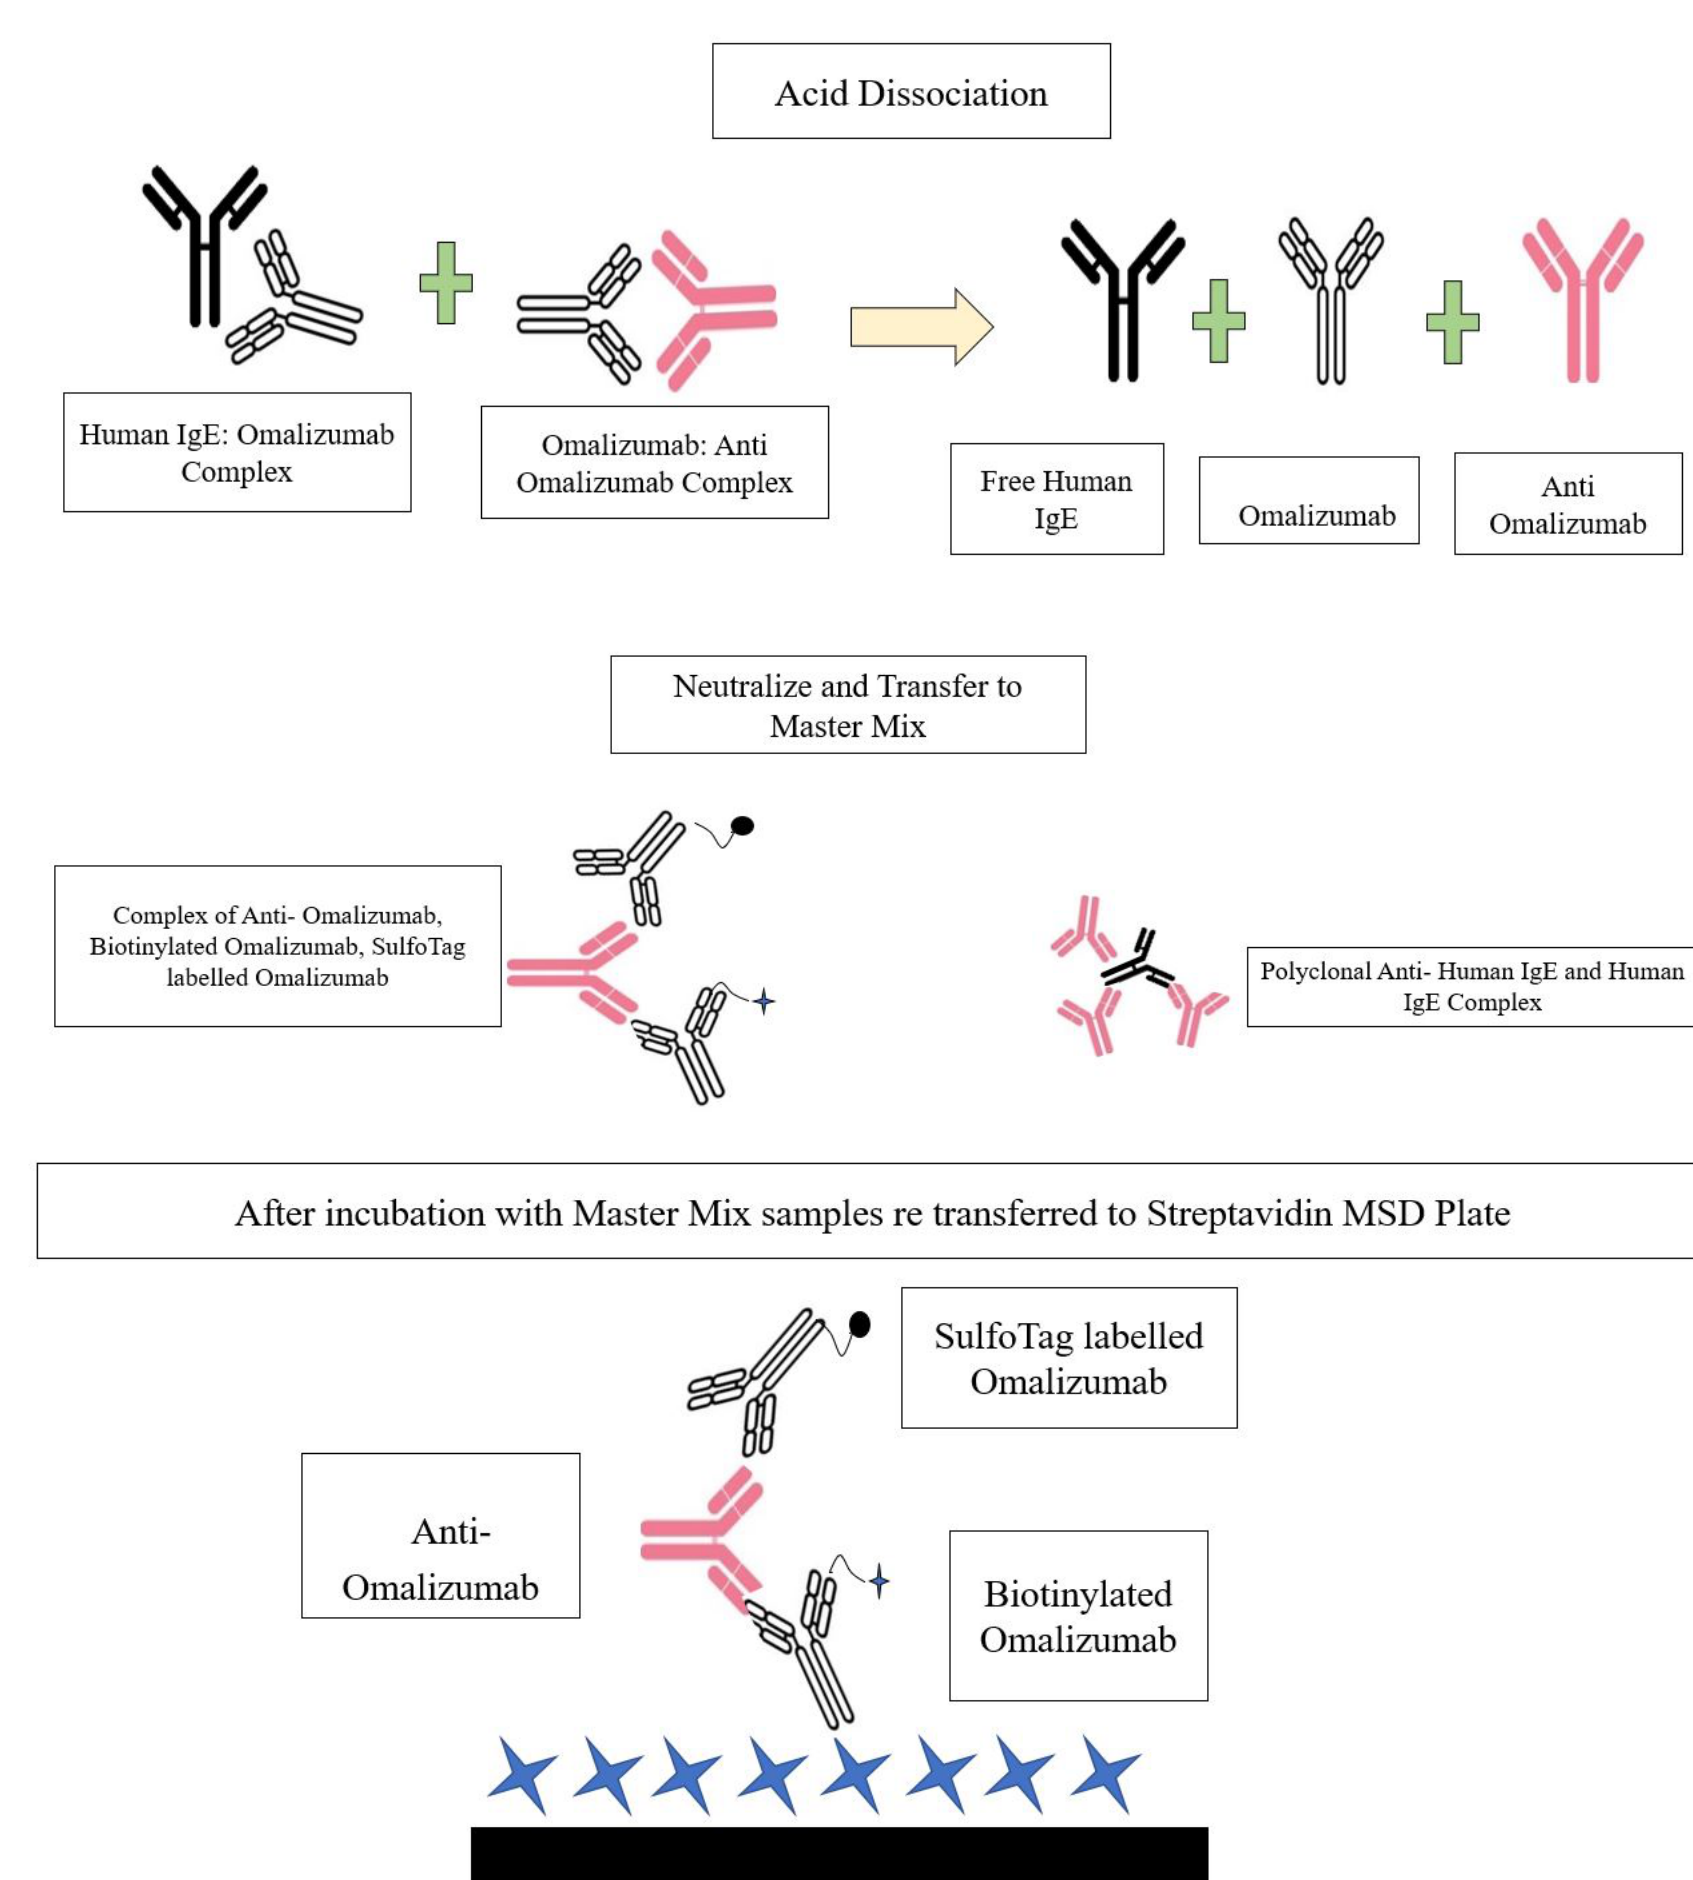 Acid Dissociation
Human IgE: Omalizumab
Complex
Omalizumab: Anti
Omalizumab Complex
Free Human
IgE
Omalizumab
Anti
Omalizumab
Neutralize and Transfer to
Master Mix
Complex of Anti- Omalizumab,
Biotinylated Omalizumab, SulfoTag
labelled Omalizumab
Polyclonal Anti- Human IgE and Human
IgE Complex
After incubation with Master Mix samples re transferred to Streptavidin MSD Plate
SulfoTag labelled
Omalizumab
Anti-
Omalizumab
Biotinylated
Omalizumab